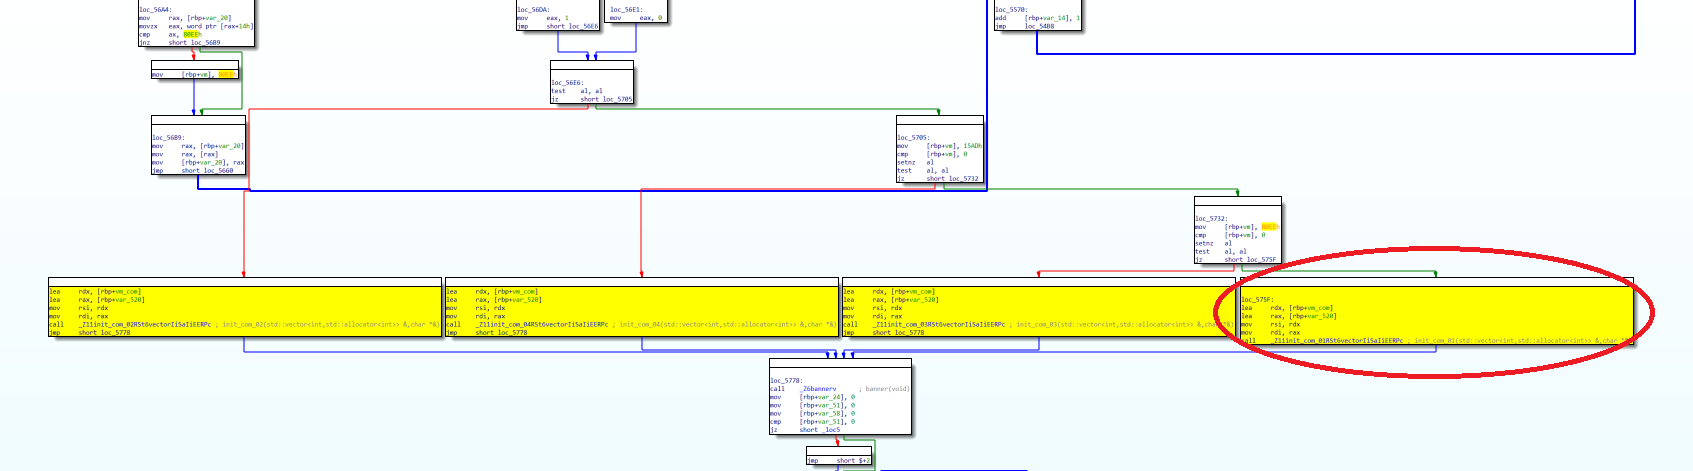 loc_56A4:
mov rax, [rbp+var_20]
movzx eax, word ptr [rax+14h]
cmp ax, 80EEh
jnz short loc_56B9
mov [rbp+vm], 80EEh
loc_56B9:
mov rax, [rbp+var_20]
mov rax, [rax]
mov [rbp+var_20], rax
jmp short loc_5660
loc_56DA:
mov eax, 1
jmp short loc_56E6
loc_56E1:
mov eax, 0
loc_56E6:
test al, al
jz short loc_5705
loc_5570:
add [rbp+var_14], 1
jmp loc_54B8
loc_5705:
mov [rbp+vm], 15ADh
cmp [rbp+vm], 0
setnz al
test al, al
jz short loc_5732
loc_5732:
mov [rbp+vm], 80EEh
cmp [rbp+vm], 0
setnz al
test al, al
jz short loc_575F
lea rdx, [rbp+vm_com]
lea rax, [rbp+var_520]
mov rsi, rdx
mov rdi, rax
call _Z11init_com_02RSt6vectorIiSaIiEERPc ; init_com_02(std::vector<int,std::allocator<int>> &,char *&)
jmp short loc_5778
lea rdx, [rbp+vm_com]
lea rax, [rbp+var_520]
mov rsi, rdx
mov rdi, rax
call _Z11init_com_04RSt6vectorIiSaIiEERPc ; init_com_04(std::vector<int,std::allocator<int>> &,char *&)
jmp short loc_5778
lea rdx, [rbp+vm_com]
lea rax, [rbp+var_520]
mov rsi, rdx
mov rdi, rax
call _Z11init_com_03RSt6vectorIiSaIiEERPc ; init_com_03(std::vector<int,std::allocator<int>> &,char *&)
jmp short loc_5778
loc_575F:
lea rdx, [rbp+vm_com]
lea rax, [rbp+var_520]
mov rsi, rdx
mov rdi, rax
call _Z11init_com_01RSt6vectorIiSaIiEERPc ; init_com_01(std::vector<int,std::allocator<int>> &,char *&)
loc_5778:
call _Z6bannerv ; banner(void)
mov [rbp+var_24], 0
mov [rbp+var_51], 0
mov [rbp+var_58], 0
cmp [rbp+var_51], 0
jz short _loc5
jmp short $+2